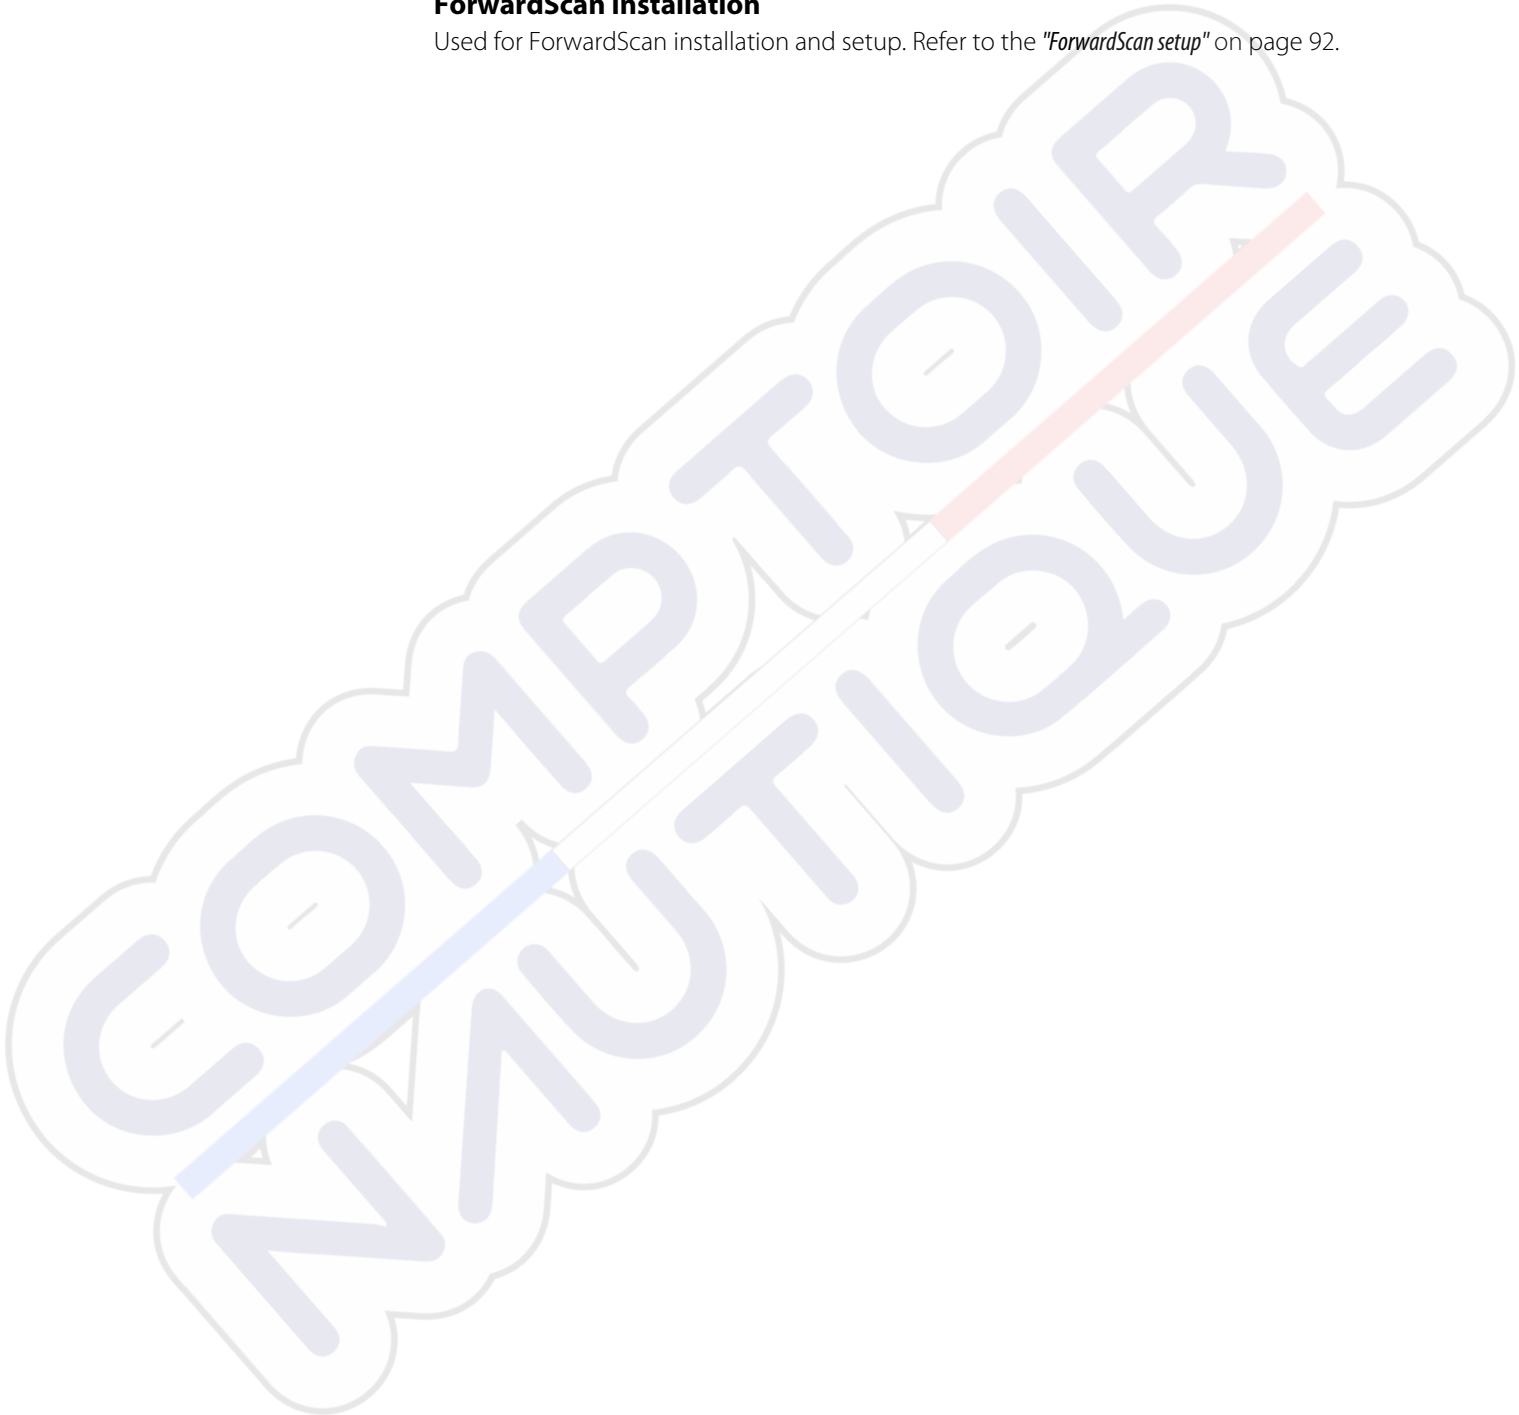 ForwardScan installation
Used for ForwardScan installation and setup. Refer to the "ForwardScan setup" on page 92.
COMPTOIR
NAUTIQUE